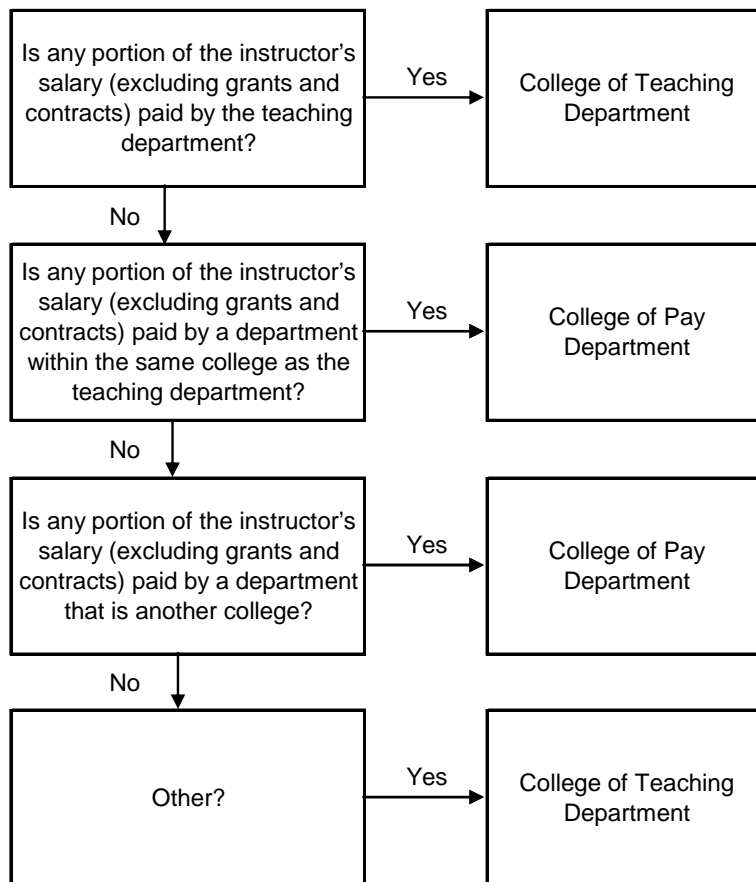 Is any portion of the instructor's
salary (excluding grants and
contracts) paid by the teaching
department?
Yes
College of Teaching
Department
No
Is any portion of the instructor's
salary (excluding grants and
contracts) paid by a department
within the same college as the
teaching department?
Yes
College of Pay
Department
No
Is any portion of the instructor's
salary (excluding grants and
contracts) paid by a department
that is another college?
Yes
College of Pay
Department
No
Other?
Yes
College of Teaching
Department